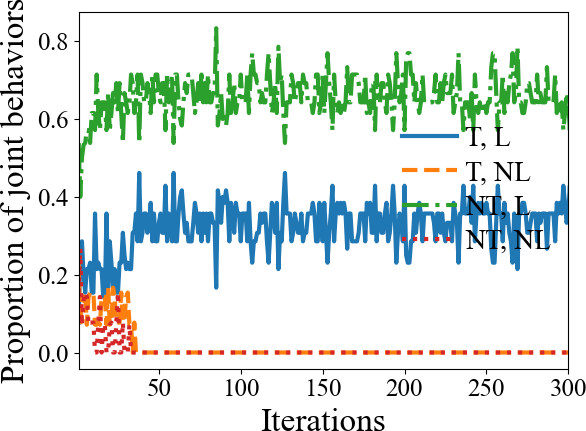 Proportion of joint behaviors
0.8
0.6
0.4
0.2
0.0
T, L
T, NL
NT, L
NT, NL
50
100
150
200
250
300
Iterations